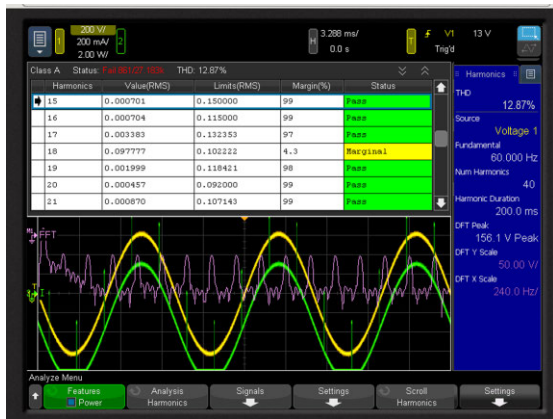 1 200 V/ 2 H 3.288 ms/ T V1 13 V
200 mA/ 0.0 s Trig'd
2.00 W/
Class A Status: THD: 12.87%
Harmonics Value(RMS) Limits(RMS) Margin(%) Status
15 0.000701 0.150000 99 Pass
16 0.000704 0.115000 99 Pass
17 0.003383 0.132353 97 Pass
18 0.097777 0.102222 4.3 Marginal
19 0.001999 0.118421 98 Pass
20 0.000457 0.092000 99 Pass
21 0.000870 0.107143 99 Pass
Harmonics
THD
12.87%
Source
Voltage 1
Fundamental
60.000 Hz
Num Harmonics
40
Harmonic Duration
200.0 ms
DFT Peak
156.1 V Peak
DFT Y Scale
50.00 V/
DFT X Scale
240.0 Hz/
FFT
I
Analyze Menu
Features
Power
Analysis
Harmonics
Signals
Settings
Scroll
Harmonics
Settings